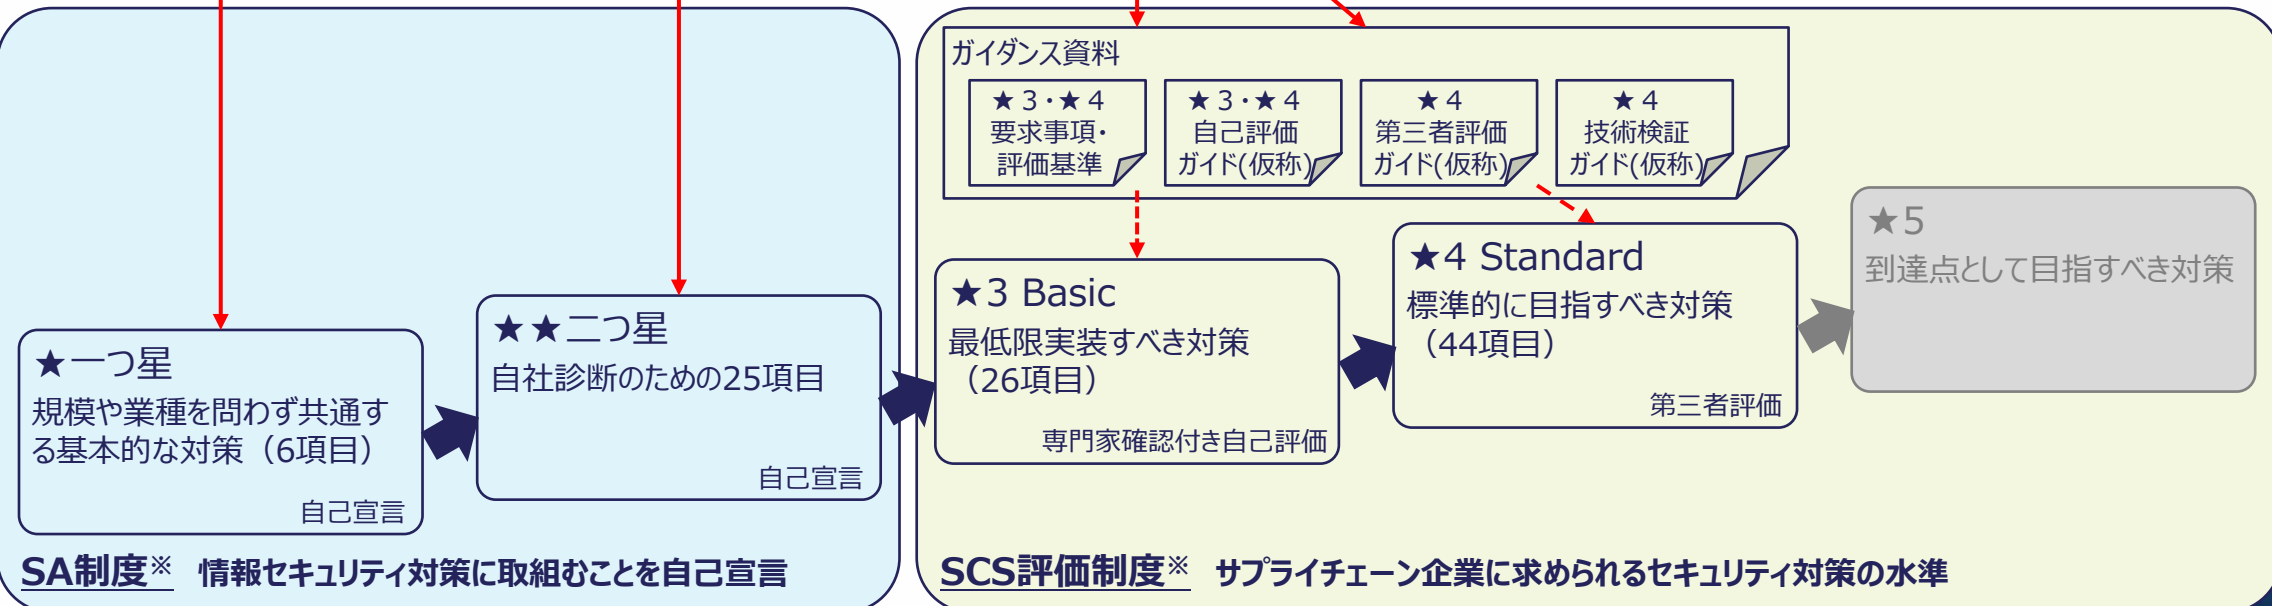 ガイダンス資料
★３・★４
要求事項・
評価基準
★３・★４
自己評価
ガイド(仮称)
★４
第三者評価
ガイド(仮称)
★４
技術検証
ガイド(仮称)
★一つ星
規模や業種を問わず共通す
る基本的な対策（6項目）
自己宣言
★★二つ星
自社診断のための25項目
自己宣言
★3 Basic
最低限実装すべき対策
（26項目）
専門家確認付き自己評価
★4 Standard
標準的に目指すべき対策
（44項目）
第三者評価
★5
到達点として目指すべき対策
SA制度※　情報セキュリティ対策に取組むことを自己宣言
SCS評価制度※　サプライチェーン企業に求められるセキュリティ対策の水準